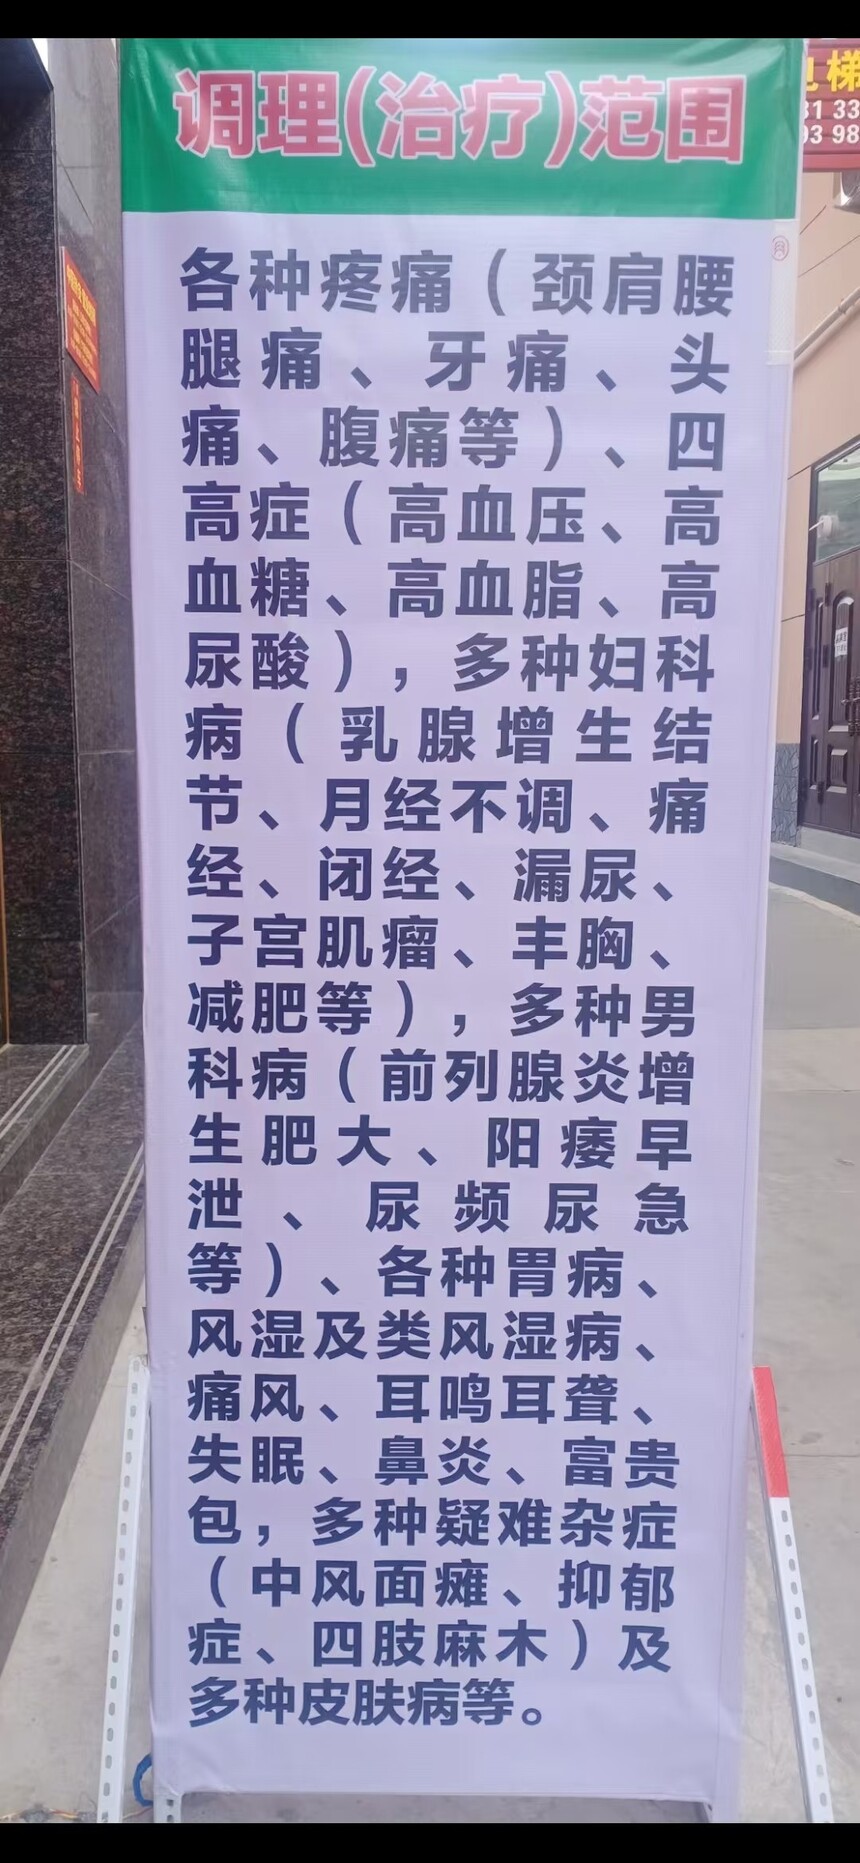 调理(治疗)范围
各种疼痛（颈肩腰
腿痛、牙痛、头
痛、腹痛等）、四
高症（高血压、高
血糖、高血脂、高
尿酸），多种妇科
病（乳腺增生结
节、月经不调、痛
经、闭经、漏尿、
子宫肌瘤、丰胸、
减肥等），多种男
科病（前列腺炎增
生肥大、阳痿早
泄、尿频尿急
等）、各种胃病、
风湿及类风湿病、
痛风、耳鸣耳聋、
失眠、鼻炎、富贵
包，多种疑难杂症
（中风面瘫、抑郁
症、四肢麻木）及
多种皮肤病等。
梯
31 33
93 98